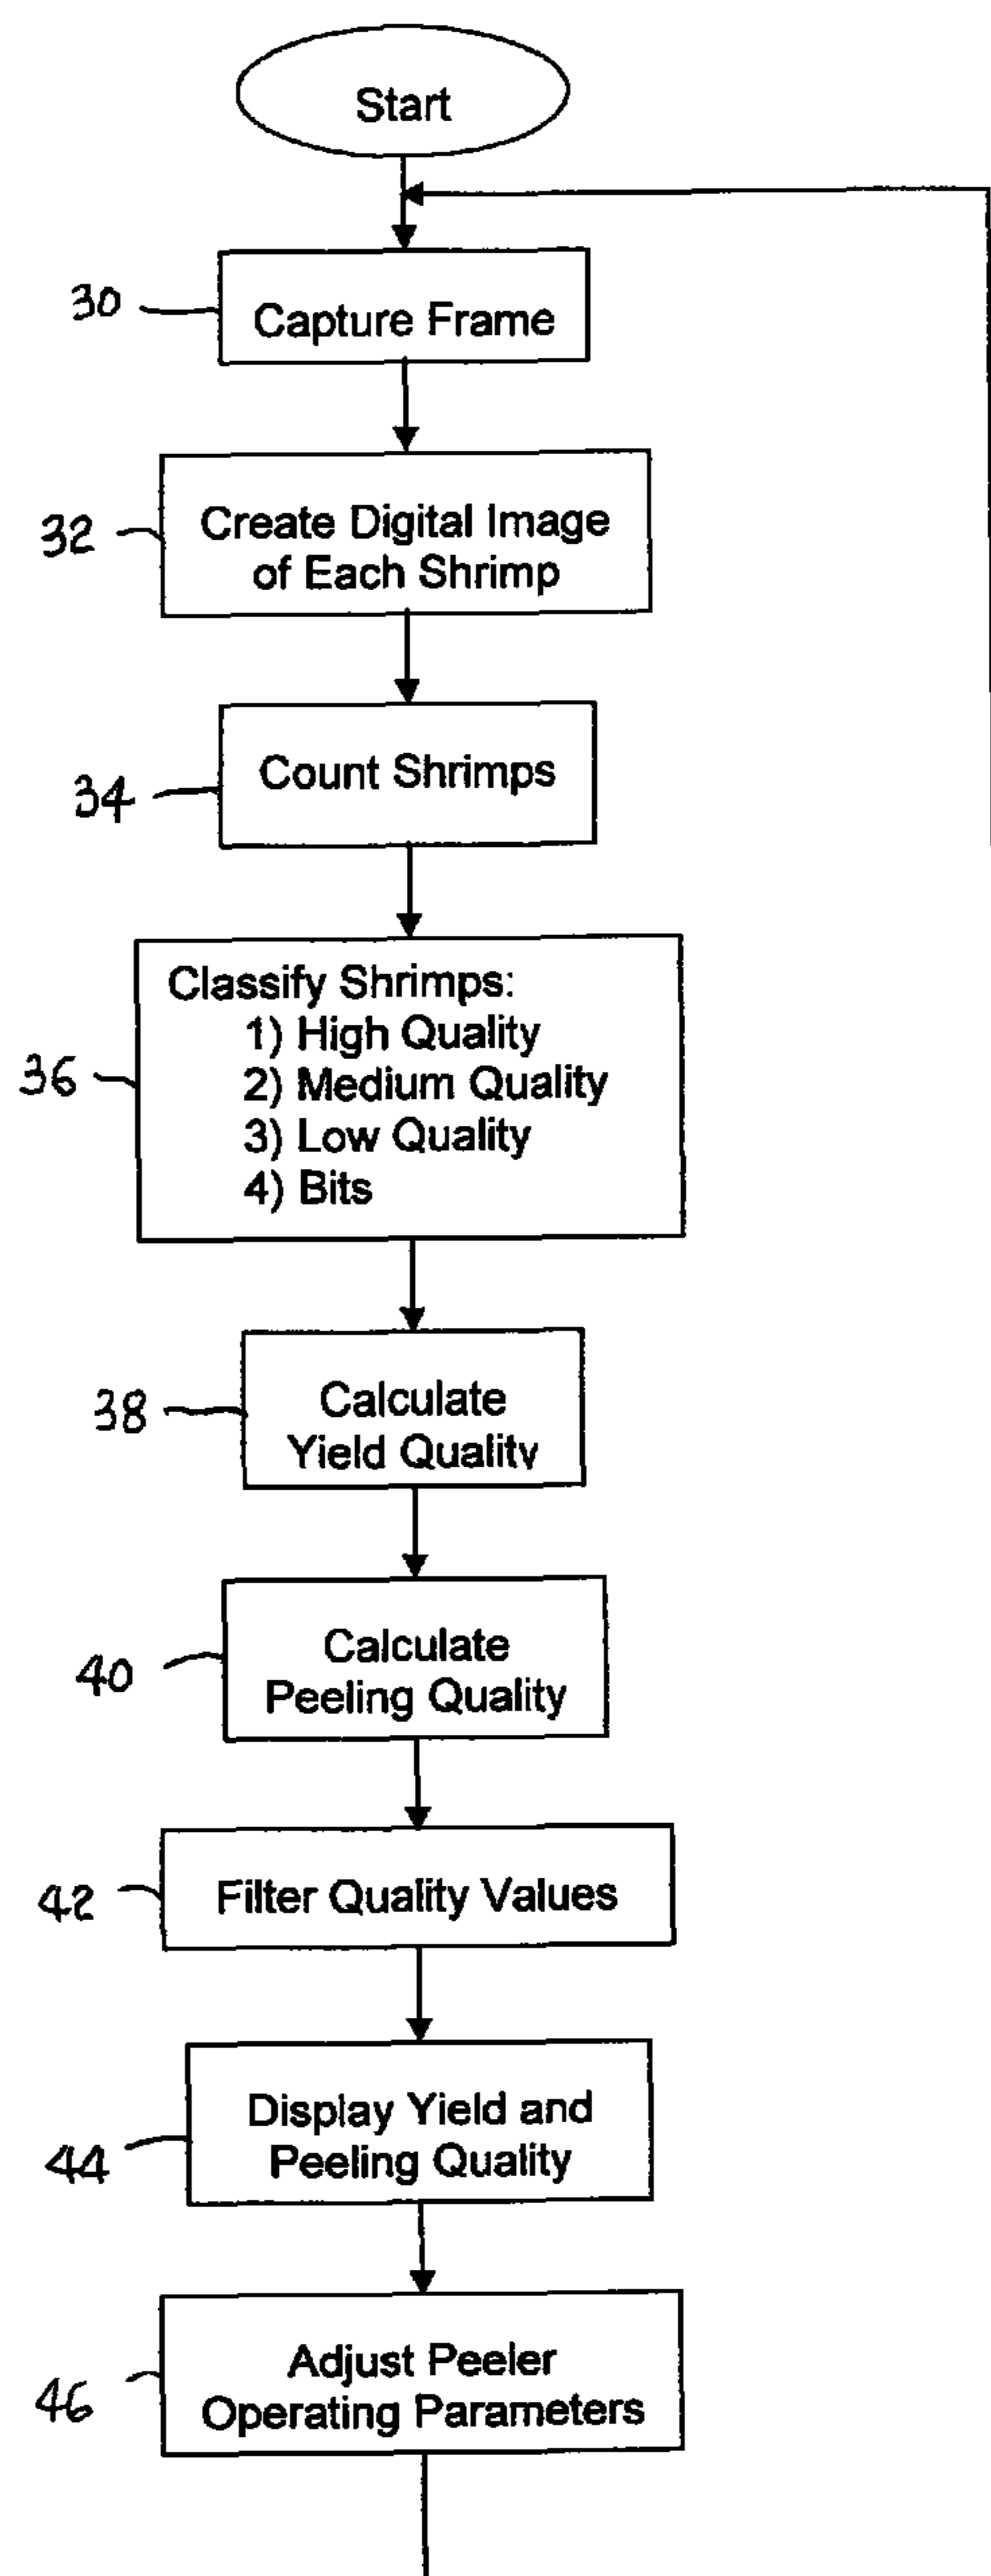 Start
30
Capture Frame
32
Create Digital Image
of Each Shrimp
34
Count Shrimps
36
Classify Shrimps:
1) High Quality
2) Medium Quality
3) Low Quality
4) Bits
38
Calculate
Yield Quality
40
Calculate
Peeling Quality
42
Filter Quality Values
44
Display Yield and
Peeling Quality
46
Adjust Peeler
Operating Parameters